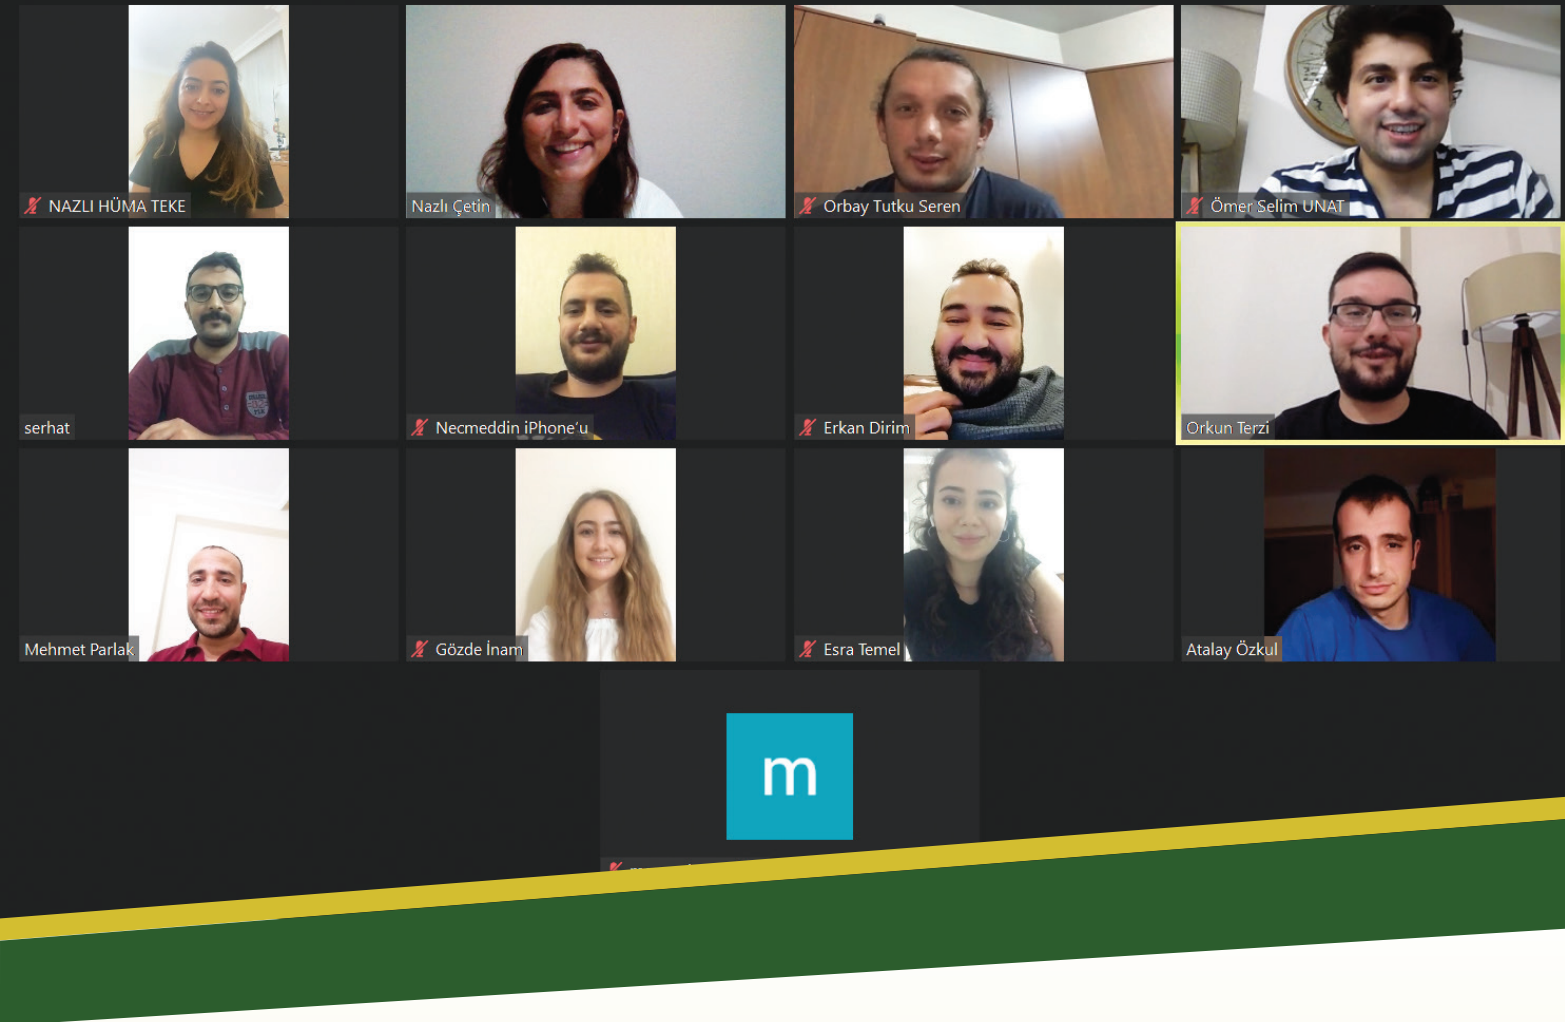 NAZLI HÜMA TEKE
Nazlı Çetin
Orbay Tutku Seren
Ömer Selim UNAT
serhat
Necmeddin iPhone'u
Erkan Dirim
Orkun Terzi
Mehmet Parlak
Gözde İnam
Esra Temel
Atalay Özkul
m